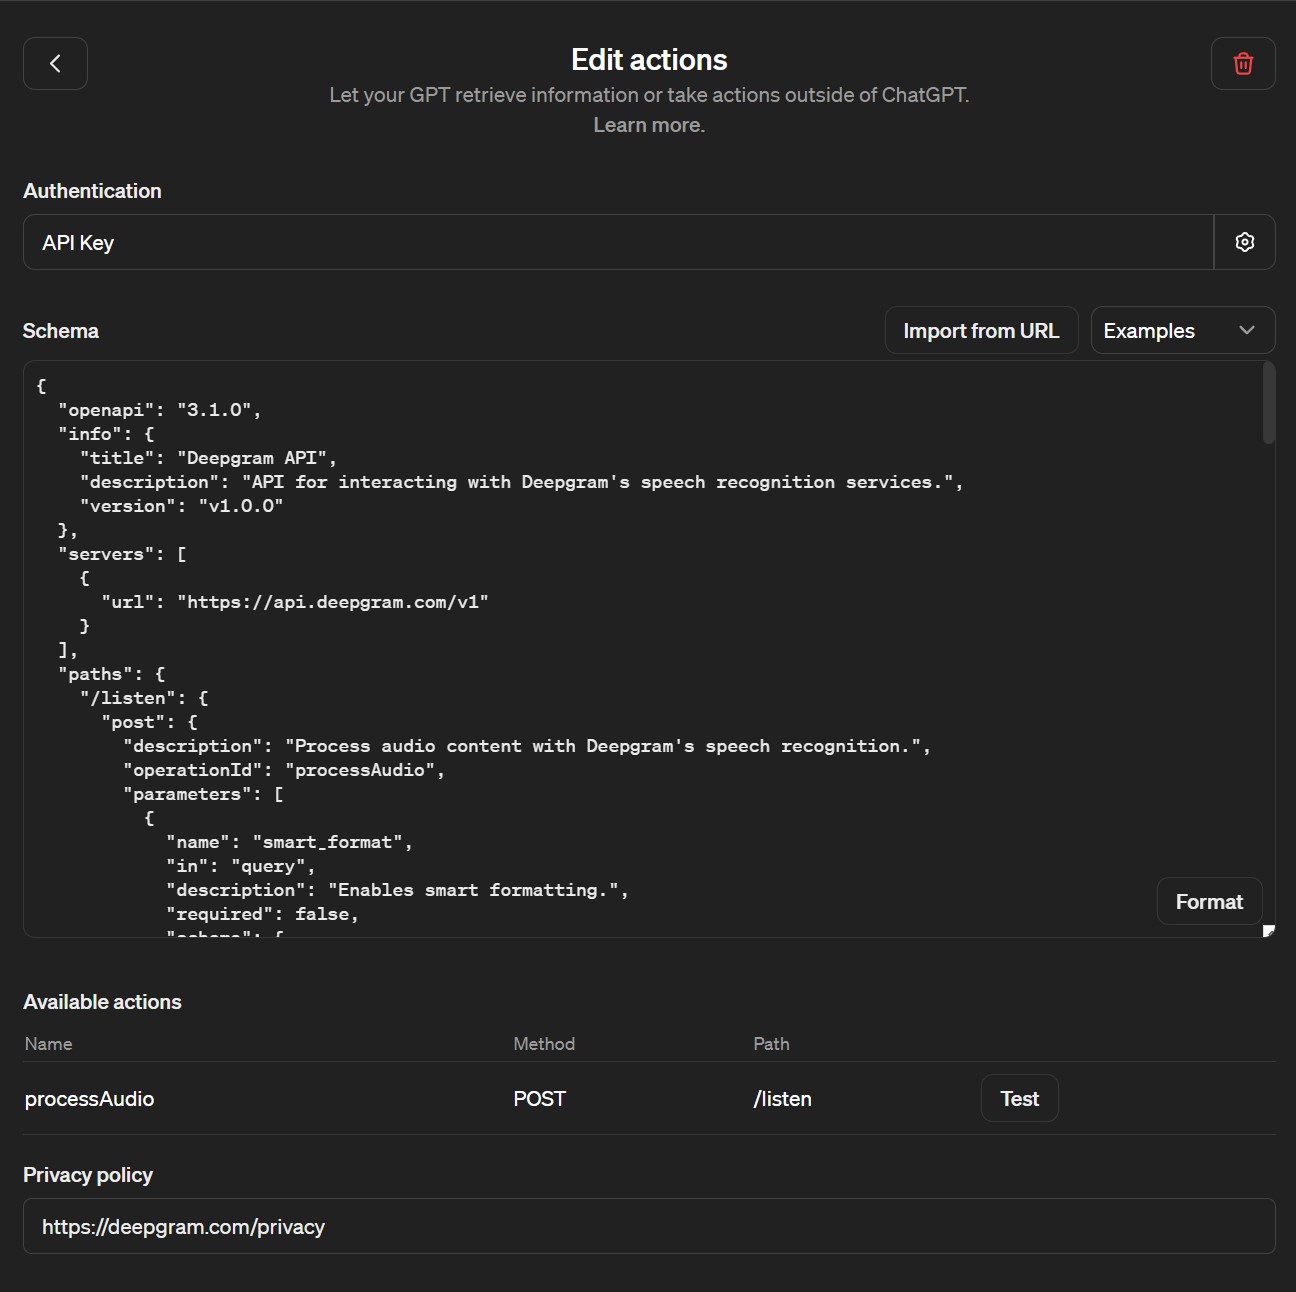 Edit actions
Let your GPT retrieve information or take actions outside of ChatGPT.
Learn more.
Authentication
API Key
Schema
Import from URL
Examples
{
  "openapi": "3.1.0",
  "info": {
    "title": "Deepgram API",
    "description": "API for interacting with Deepgram's speech recognition services.",
    "version": "v1.0.0"
  },
  "servers": [
    {
      "url": "https://api.deepgram.com/v1"
    }
  ],
  "paths": {
    "/listen": {
      "post": {
        "description": "Process audio content with Deepgram's speech recognition.",
        "operationId": "processAudio",
        "parameters": [
          {
            "name": "smart_format",
            "in": "query",
            "description": "Enables smart formatting.",
            "required": false,
            "schema": {
Format
Available actions
Name Method Path
processAudio POST /listen Test
Privacy policy
https://deepgram.com/privacy